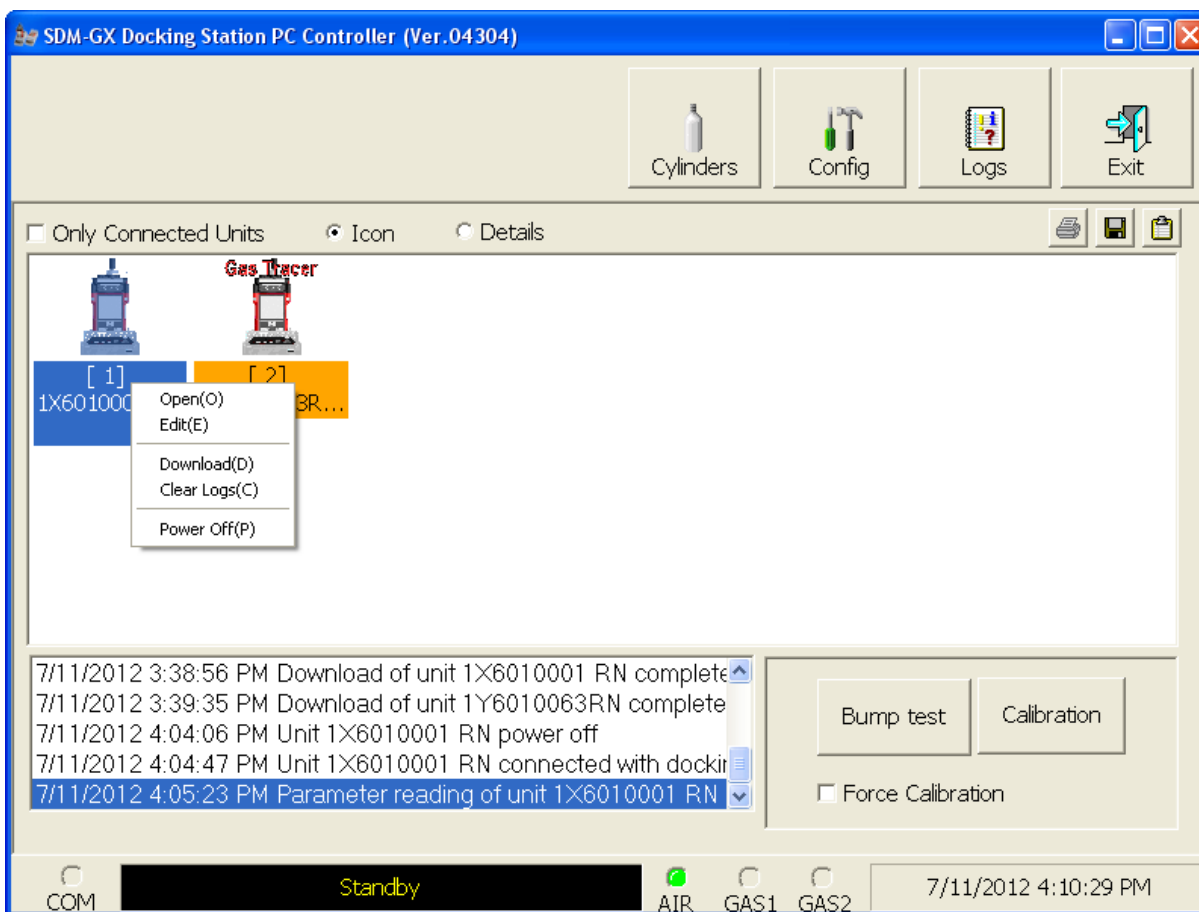 SDM-GX Docking Station PC Controller (Ver.04304)
Cylinders
Config
Logs
Exit
Only Connected Units
Icon
Details
Gas Tracer
[ 1]
[ 2]
1X601000
3R...
Open(O)
Edit(E)
Download(D)
Clear Logs(C)
Power Off(P)
7/11/2012 3:38:56 PM Download of unit 1X6010001 RN complete
7/11/2012 3:39:35 PM Download of unit 1Y6010063RN complete
7/11/2012 4:04:06 PM Unit 1X6010001 RN power off
7/11/2012 4:04:47 PM Unit 1X6010001 RN connected with dockin
7/11/2012 4:05:23 PM Parameter reading of unit 1X6010001 RN
Bump test
Calibration
Force Calibration
COM
Standby
AIR
GAS1
GAS2
7/11/2012 4:10:29 PM